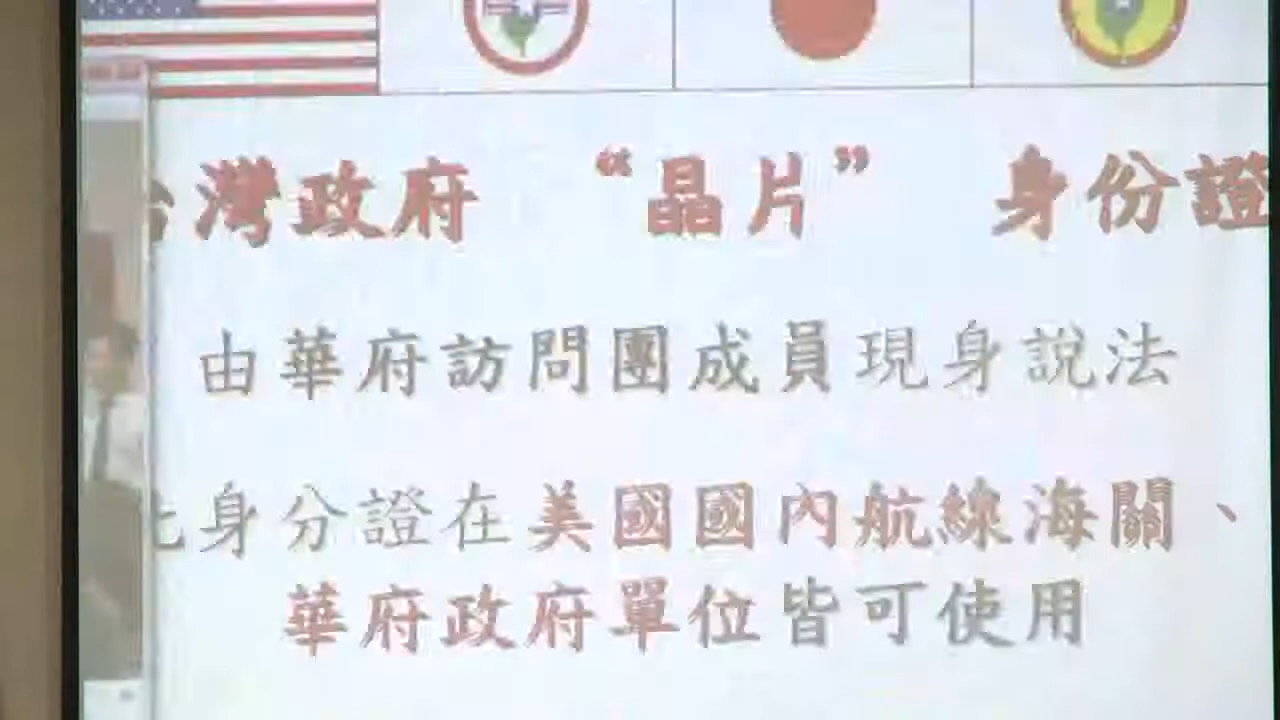 台灣政府 “晶片” 身份證
由華府訪問團成員現身說法
此身分證在美國國內航線海關、
華府政府單位皆可使用